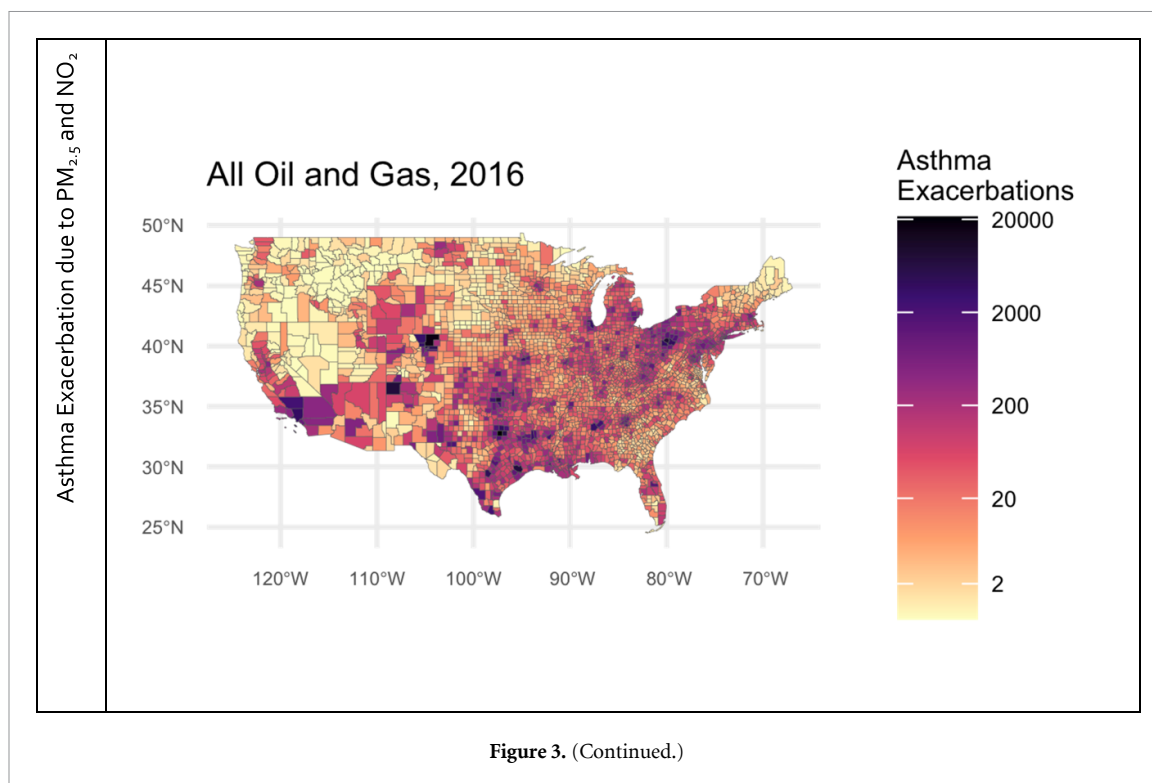 Asthma Exacerbation due to PM₂.₅ and NO₂
All Oil and Gas, 2016
Asthma
Exacerbations
20000
2000
200
20
2
50°N
45°N
40°N
35°N
30°N
25°N
120°W 110°W 100°W 90°W 80°W 70°W
Figure 3. (Continued.)